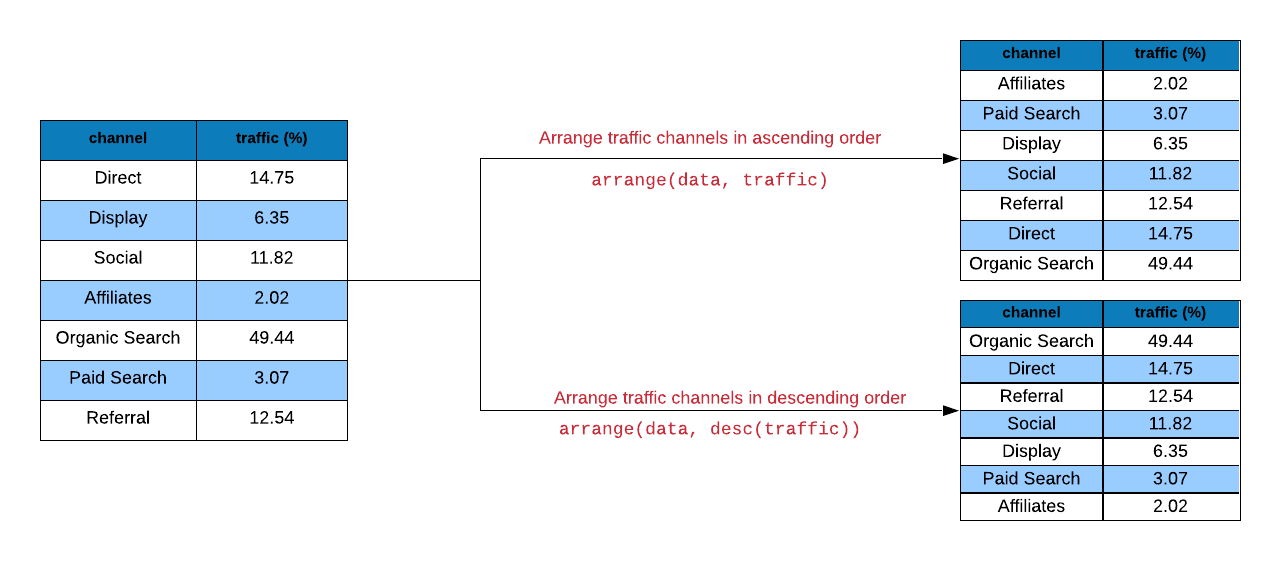 channel traffic (%)
Direct 14.75
Display 6.35
Social 11.82
Affiliates 2.02
Organic Search 49.44
Paid Search 3.07
Referral 12.54
Arrange traffic channels in ascending order
arrange(data, traffic)
Arrange traffic channels in descending order
arrange(data, desc(traffic))
channel traffic (%)
Affiliates 2.02
Paid Search 3.07
Display 6.35
Social 11.82
Referral 12.54
Direct 14.75
Organic Search 49.44
channel traffic (%)
Organic Search 49.44
Direct 14.75
Referral 12.54
Social 11.82
Display 6.35
Paid Search 3.07
Affiliates 2.02